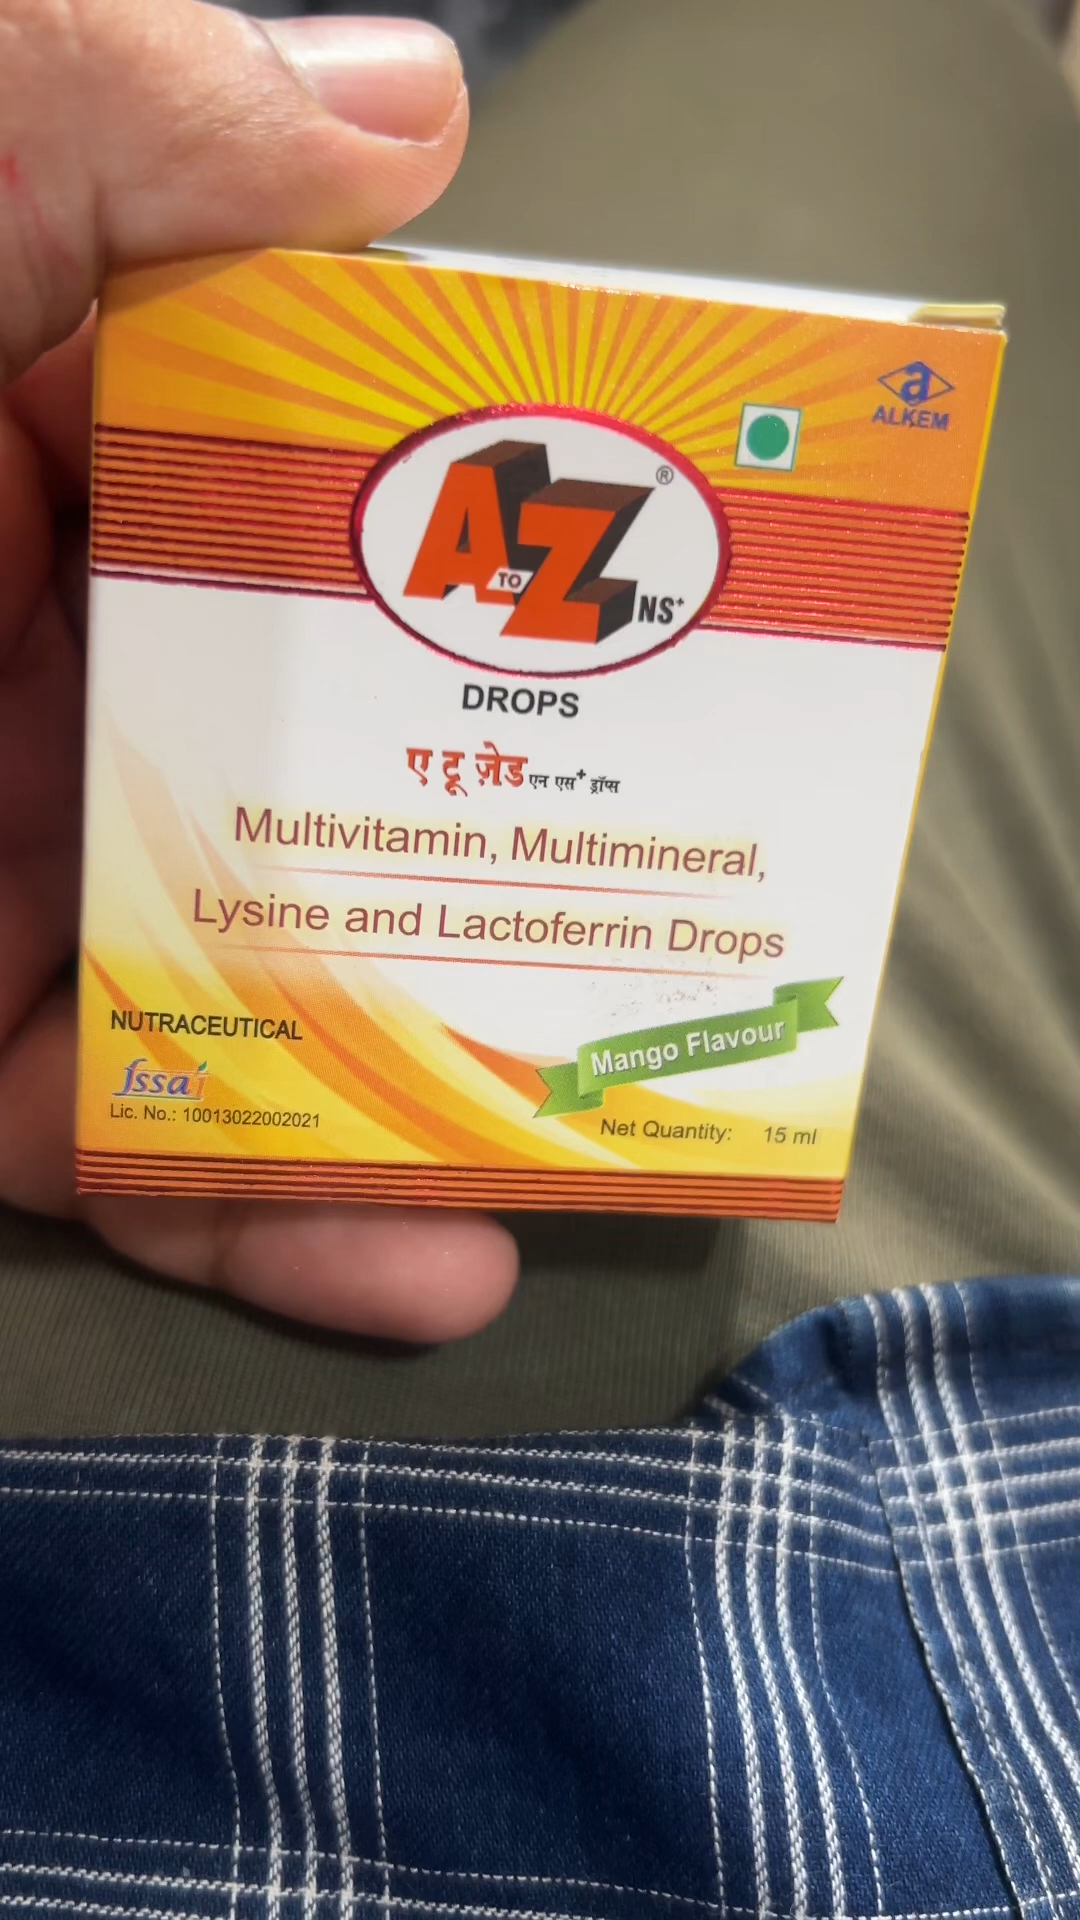 a
ALKEM
A TO Z NS⁺ ®
DROPS
ए टू ज़ेड एन एस⁺ ड्रॉप्स
Multivitamin, Multimineral,
Lysine and Lactoferrin Drops
NUTRACEUTICAL
Mango Flavour
fssai
Lic. No.: 10013022002021
Net Quantity: 15 ml